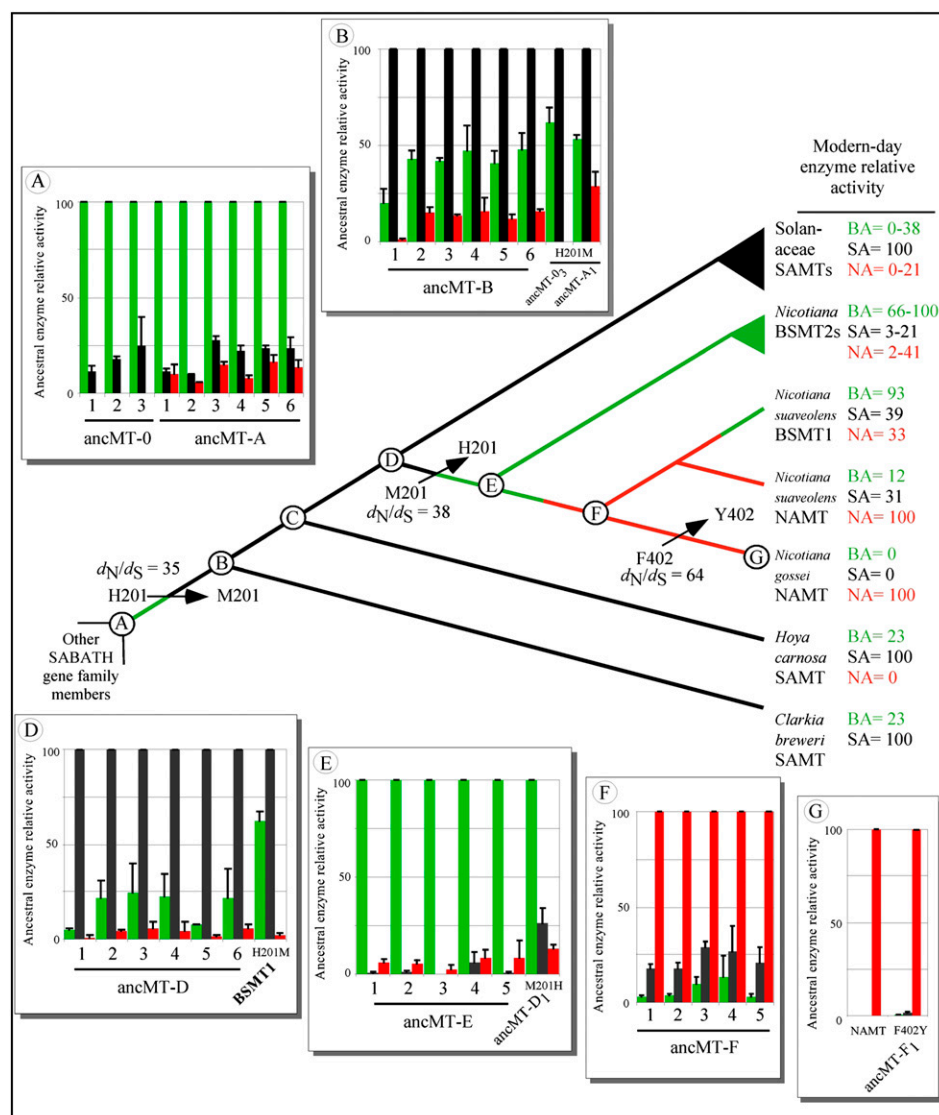 B
Ancestral enzyme relative activity
100
50
0
1 2 3 4 5 6 H201M
ancMT-B
ancMT-0₃ ancMT-A₁
A
Ancestral enzyme relative activity
100
50
0
1 2 3 1 2 3 4 5 6
ancMT-0 ancMT-A
Modern-day
enzyme relative
activity
Solan-
aceae
SAMTs
BA= 0-38
SA= 100
NA= 0-21
Nicotiana
BSMT2s
BA= 66-100
SA= 3-21
NA= 2-41
Nicotiana
suaveolens
BSMT1
BA= 93
SA= 39
NA= 33
Nicotiana
suaveolens
NAMT
BA= 12
SA= 31
NA= 100
Nicotiana
gossei
NAMT
BA= 0
SA= 0
NA= 100
Hoya
carnosa
SAMT
BA= 23
SA= 100
NA= 0
Clarkia
breweri
SAMT
BA= 23
SA= 100
D
H201
M201
dN/dS = 38
E
F
Y402
F402
dN/dS = 64
G
C
B
dN/dS = 35
H201 M201
A
Other
SABATH
gene family
members
D
Ancestral enzyme relative activity
100
50
0
1 2 3 4 5 6 H201M
ancMT-D BSMT1
E
Ancestral enzyme relative activity
100
50
0
1 2 3 4 5 M201H
ancMT-E ancMT-D₁
F
Ancestral enzyme relative activity
100
50
0
1 2 3 4 5
ancMT-F
G
Ancestral enzyme relative activity
100
50
0
NAMT F402Y
ancMT-F₁